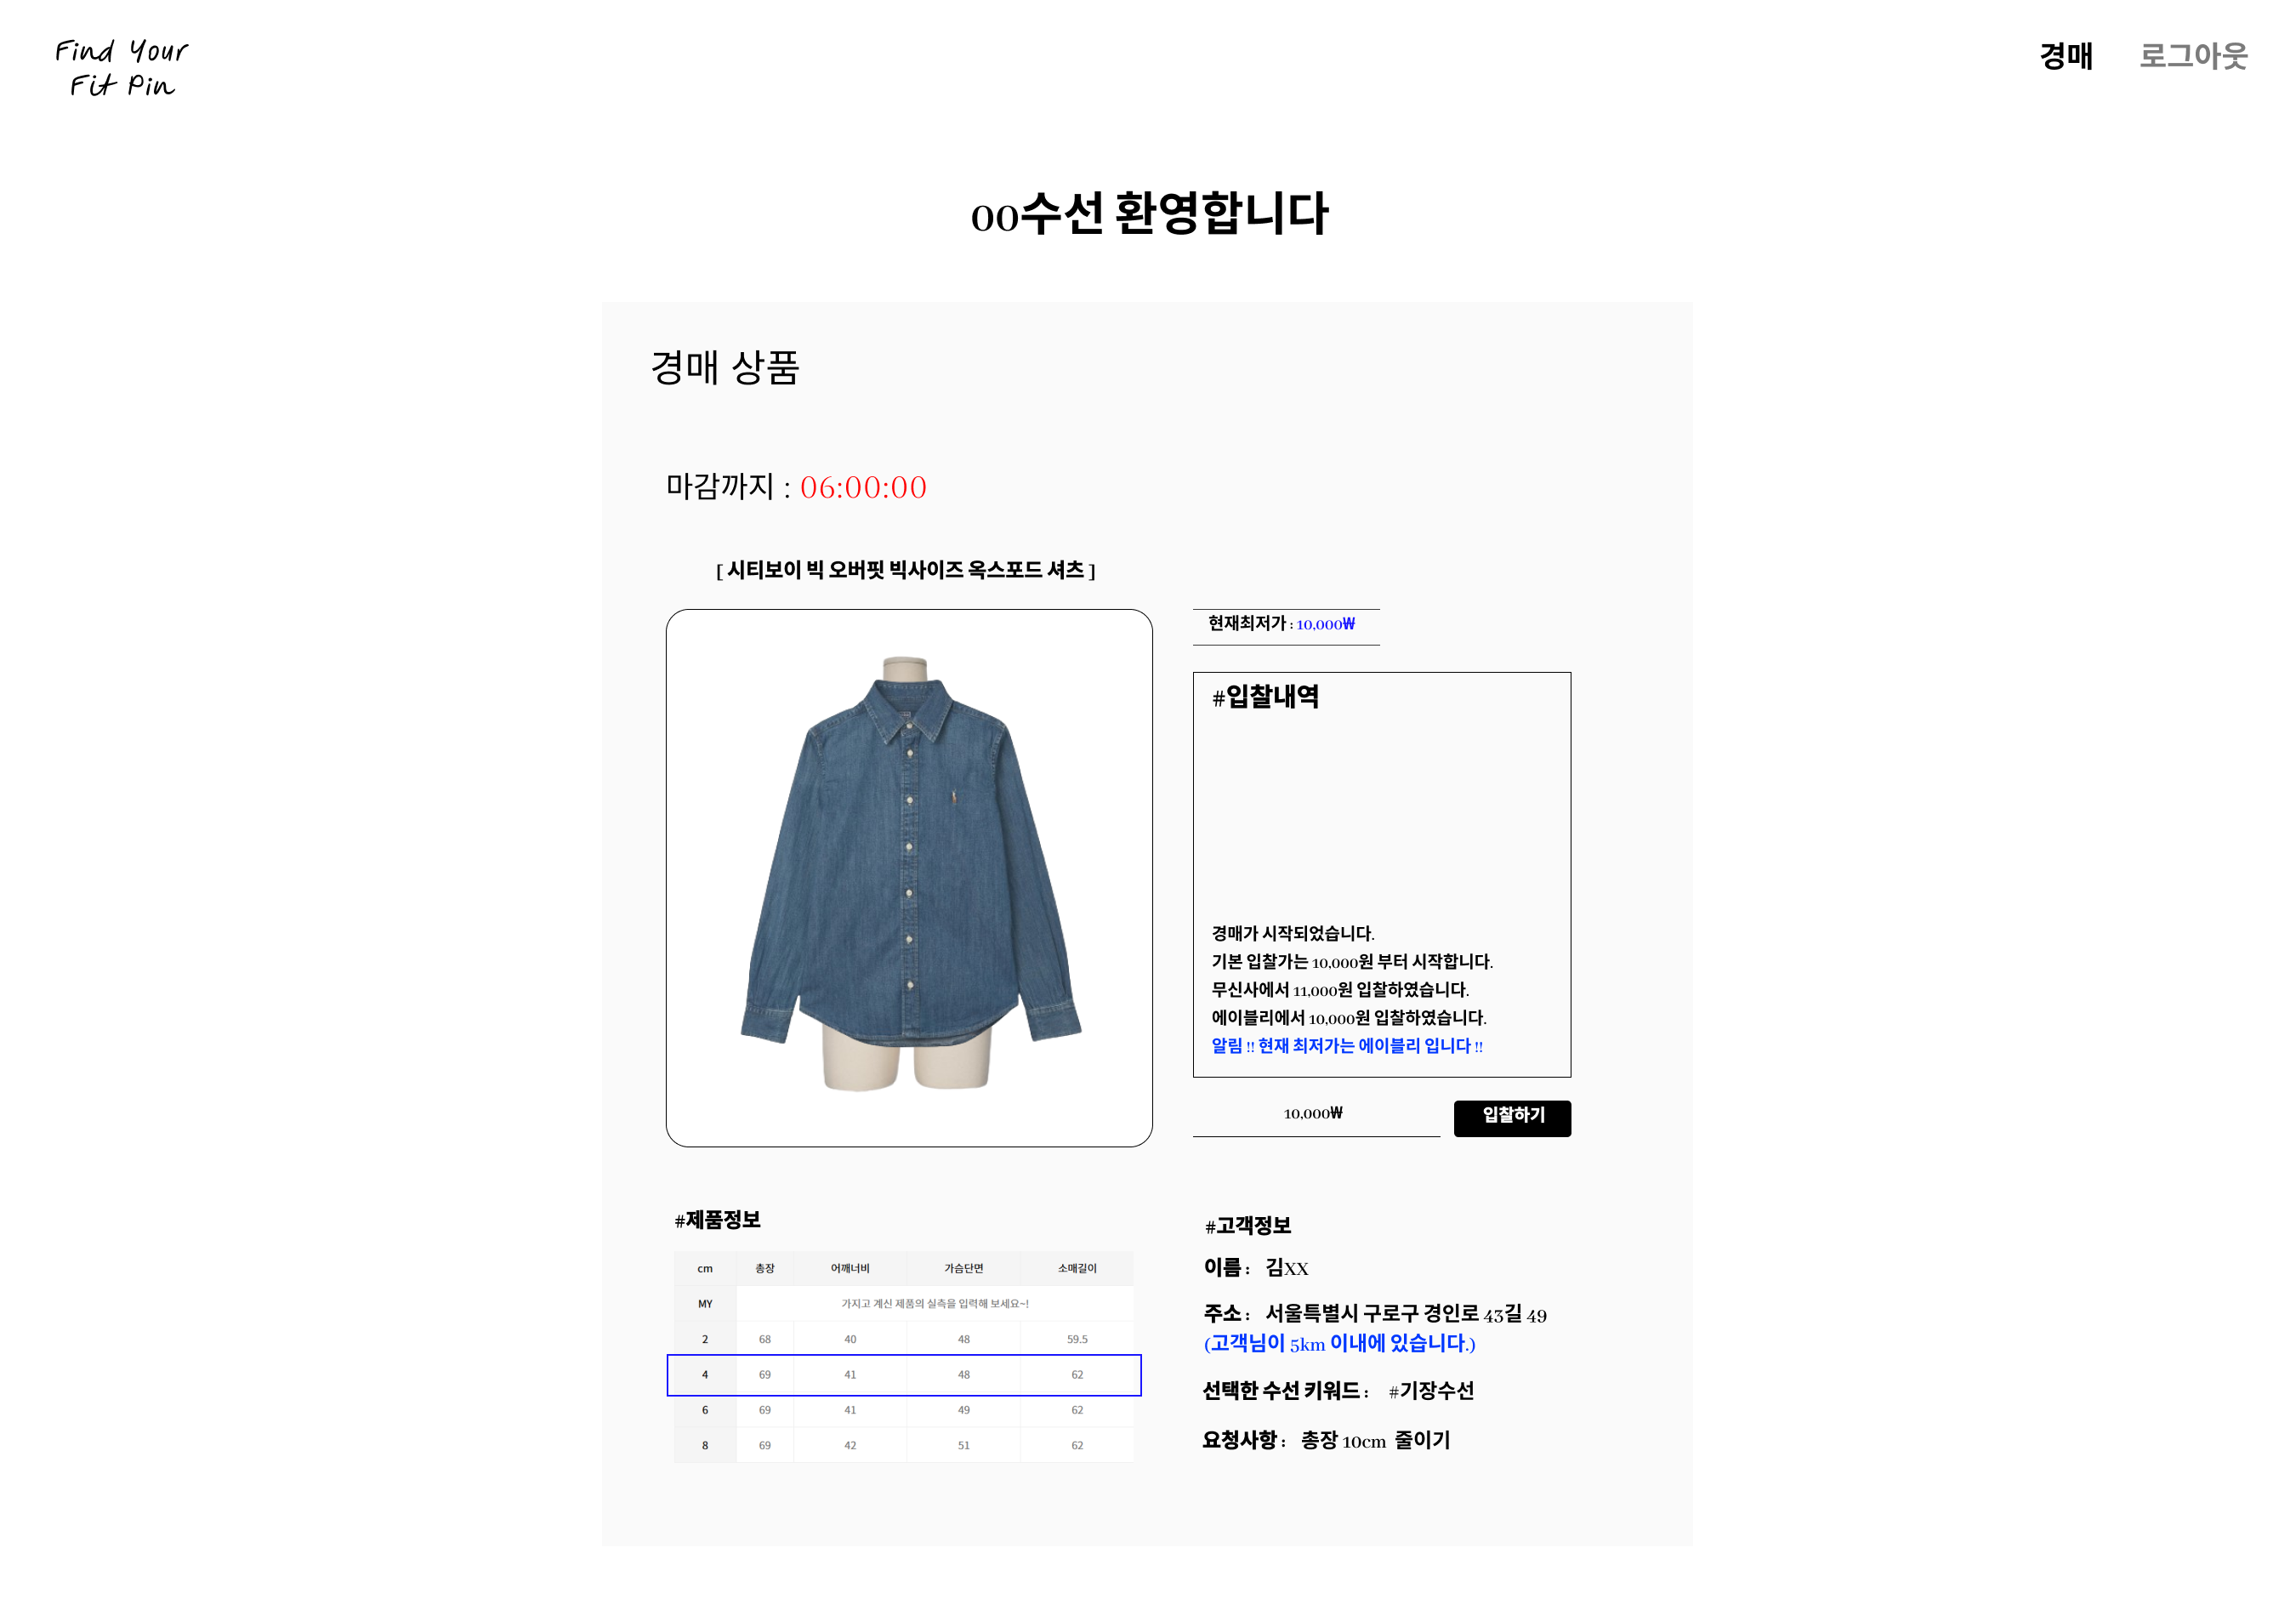 Find Your
Fit Pin
경매 로그아웃
00수선 환영합니다
경매 상품
마감까지 : 06:00:00
[ 시티보이 빅 오버핏 빅사이즈 옥스포드 셔츠 ]
현재최저가 : 10,000₩
#입찰내역
경매가 시작되었습니다.
기본 입찰가는 10,000원 부터 시작합니다.
무신사에서 11,000원 입찰하였습니다.
에이블리에서 10,000원 입찰하였습니다.
알림 !! 현재 최저가는 에이블리 입니다 !!
10,000₩ 입찰하기
#제품정보
cm 총장 어깨너비 가슴단면 소매길이
MY 가지고 계신 제품의 실측을 입력해 보세요~!
2 68 40 48 59.5
4 69 41 48 62
6 69 41 49 62
8 69 42 51 62
#고객정보
이름 : 김XX
주소 : 서울특별시 구로구 경인로 43길 49
(고객님이 5km 이내에 있습니다.)
선택한 수선 키워드 : #기장수선
요청사항 : 총장 10cm 줄이기